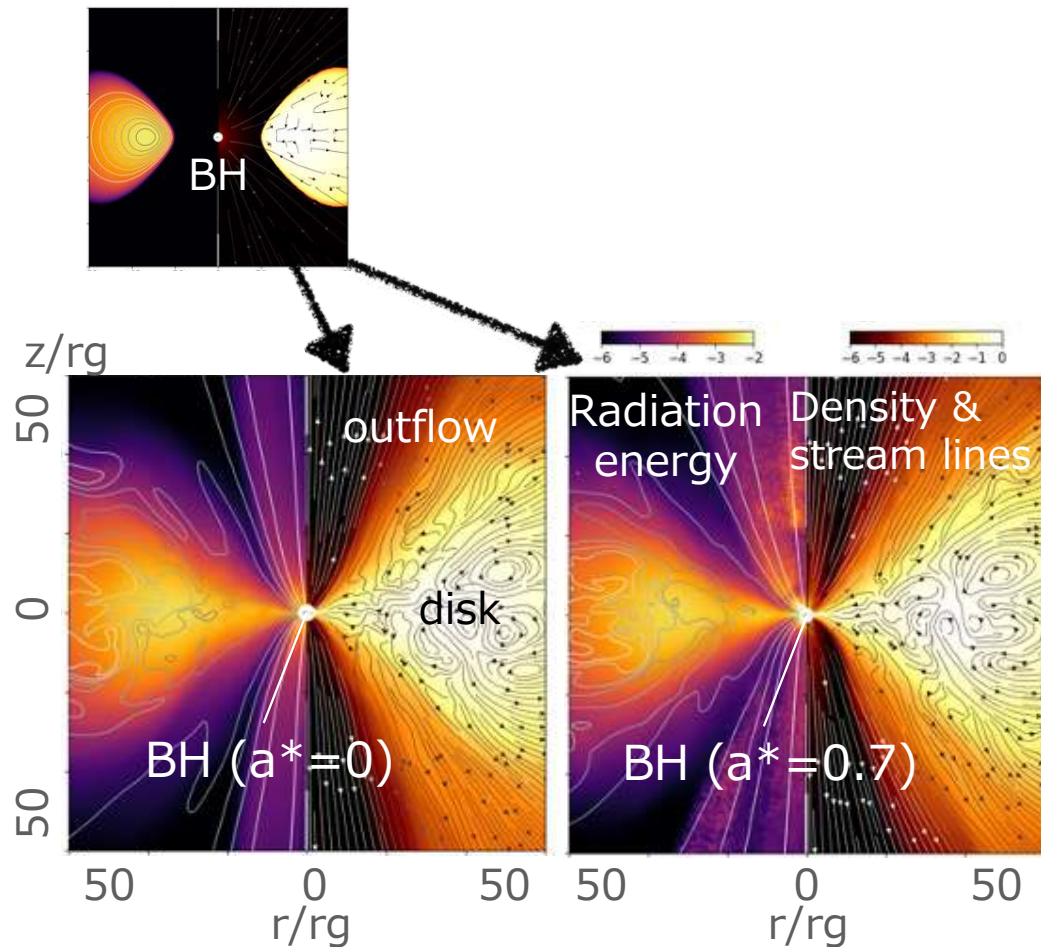 BH
z/rg
−6 −5 −4 −3 −2
−6 −5 −4 −3 −2 −1 0
50
0
50
outflow
disk
BH (a*=0)
Radiation
energy
Density &
stream lines
BH (a*=0.7)
50 0 50
r/rg
50 0 50
r/rg